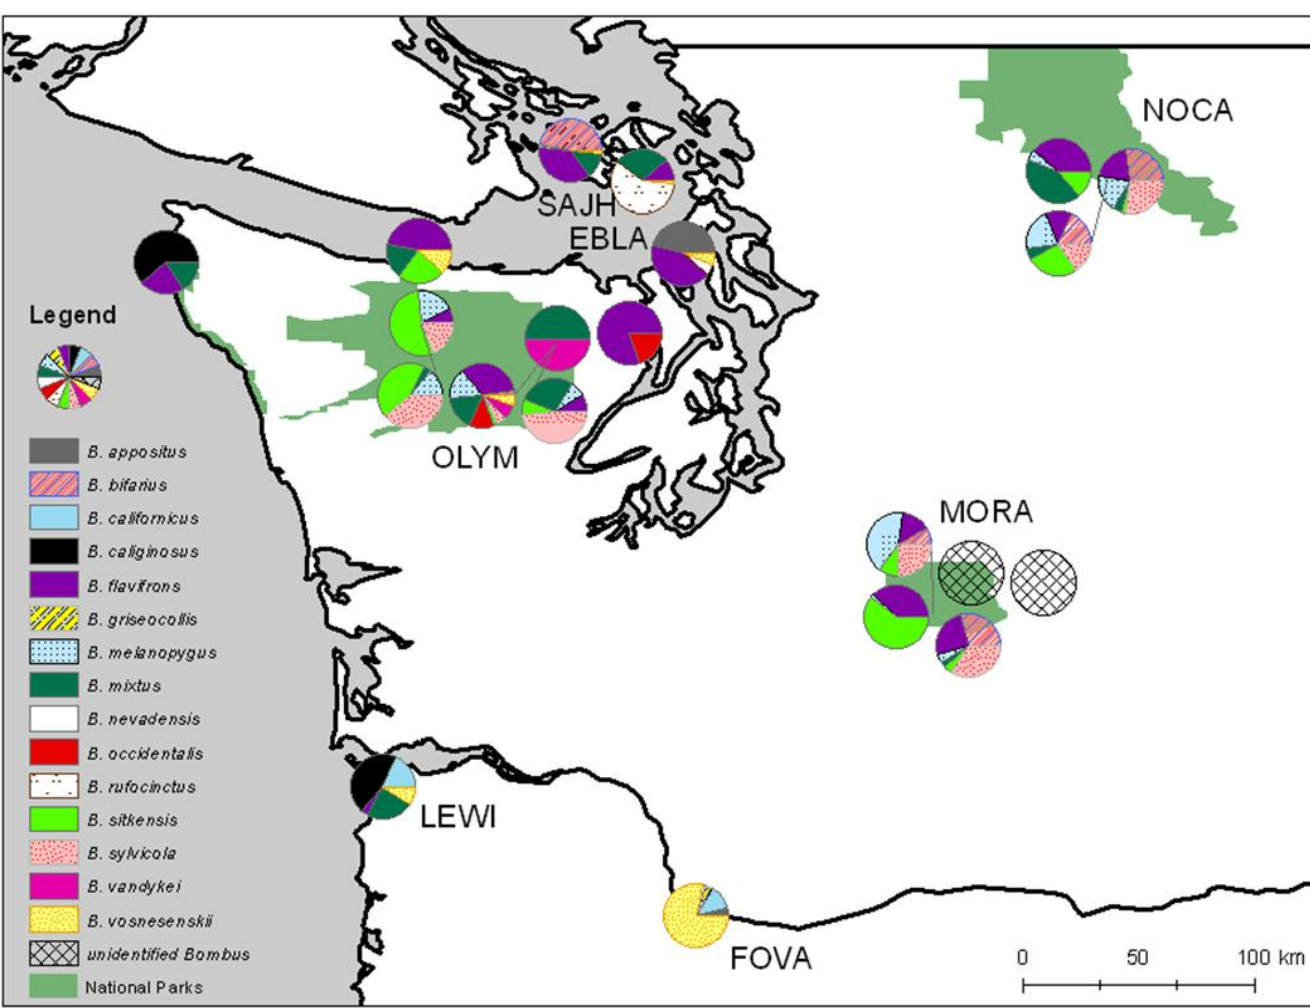 NOCA
SAJH
EBLA
Legend
OLYM
MORA
B. appositus
B. bifarius
B. californicus
B. caliginosus
B. flavifrons
B. griseocollis
B. melanopygus
B. mixtus
B. nevadensis
B. occidentalis
B. rufocinctus
B. sitkensis
B. sylvicola
B. vandykei
B. vosnesenskii
unidentified Bombus
National Parks
LEWI
FOVA
0 50 100 km